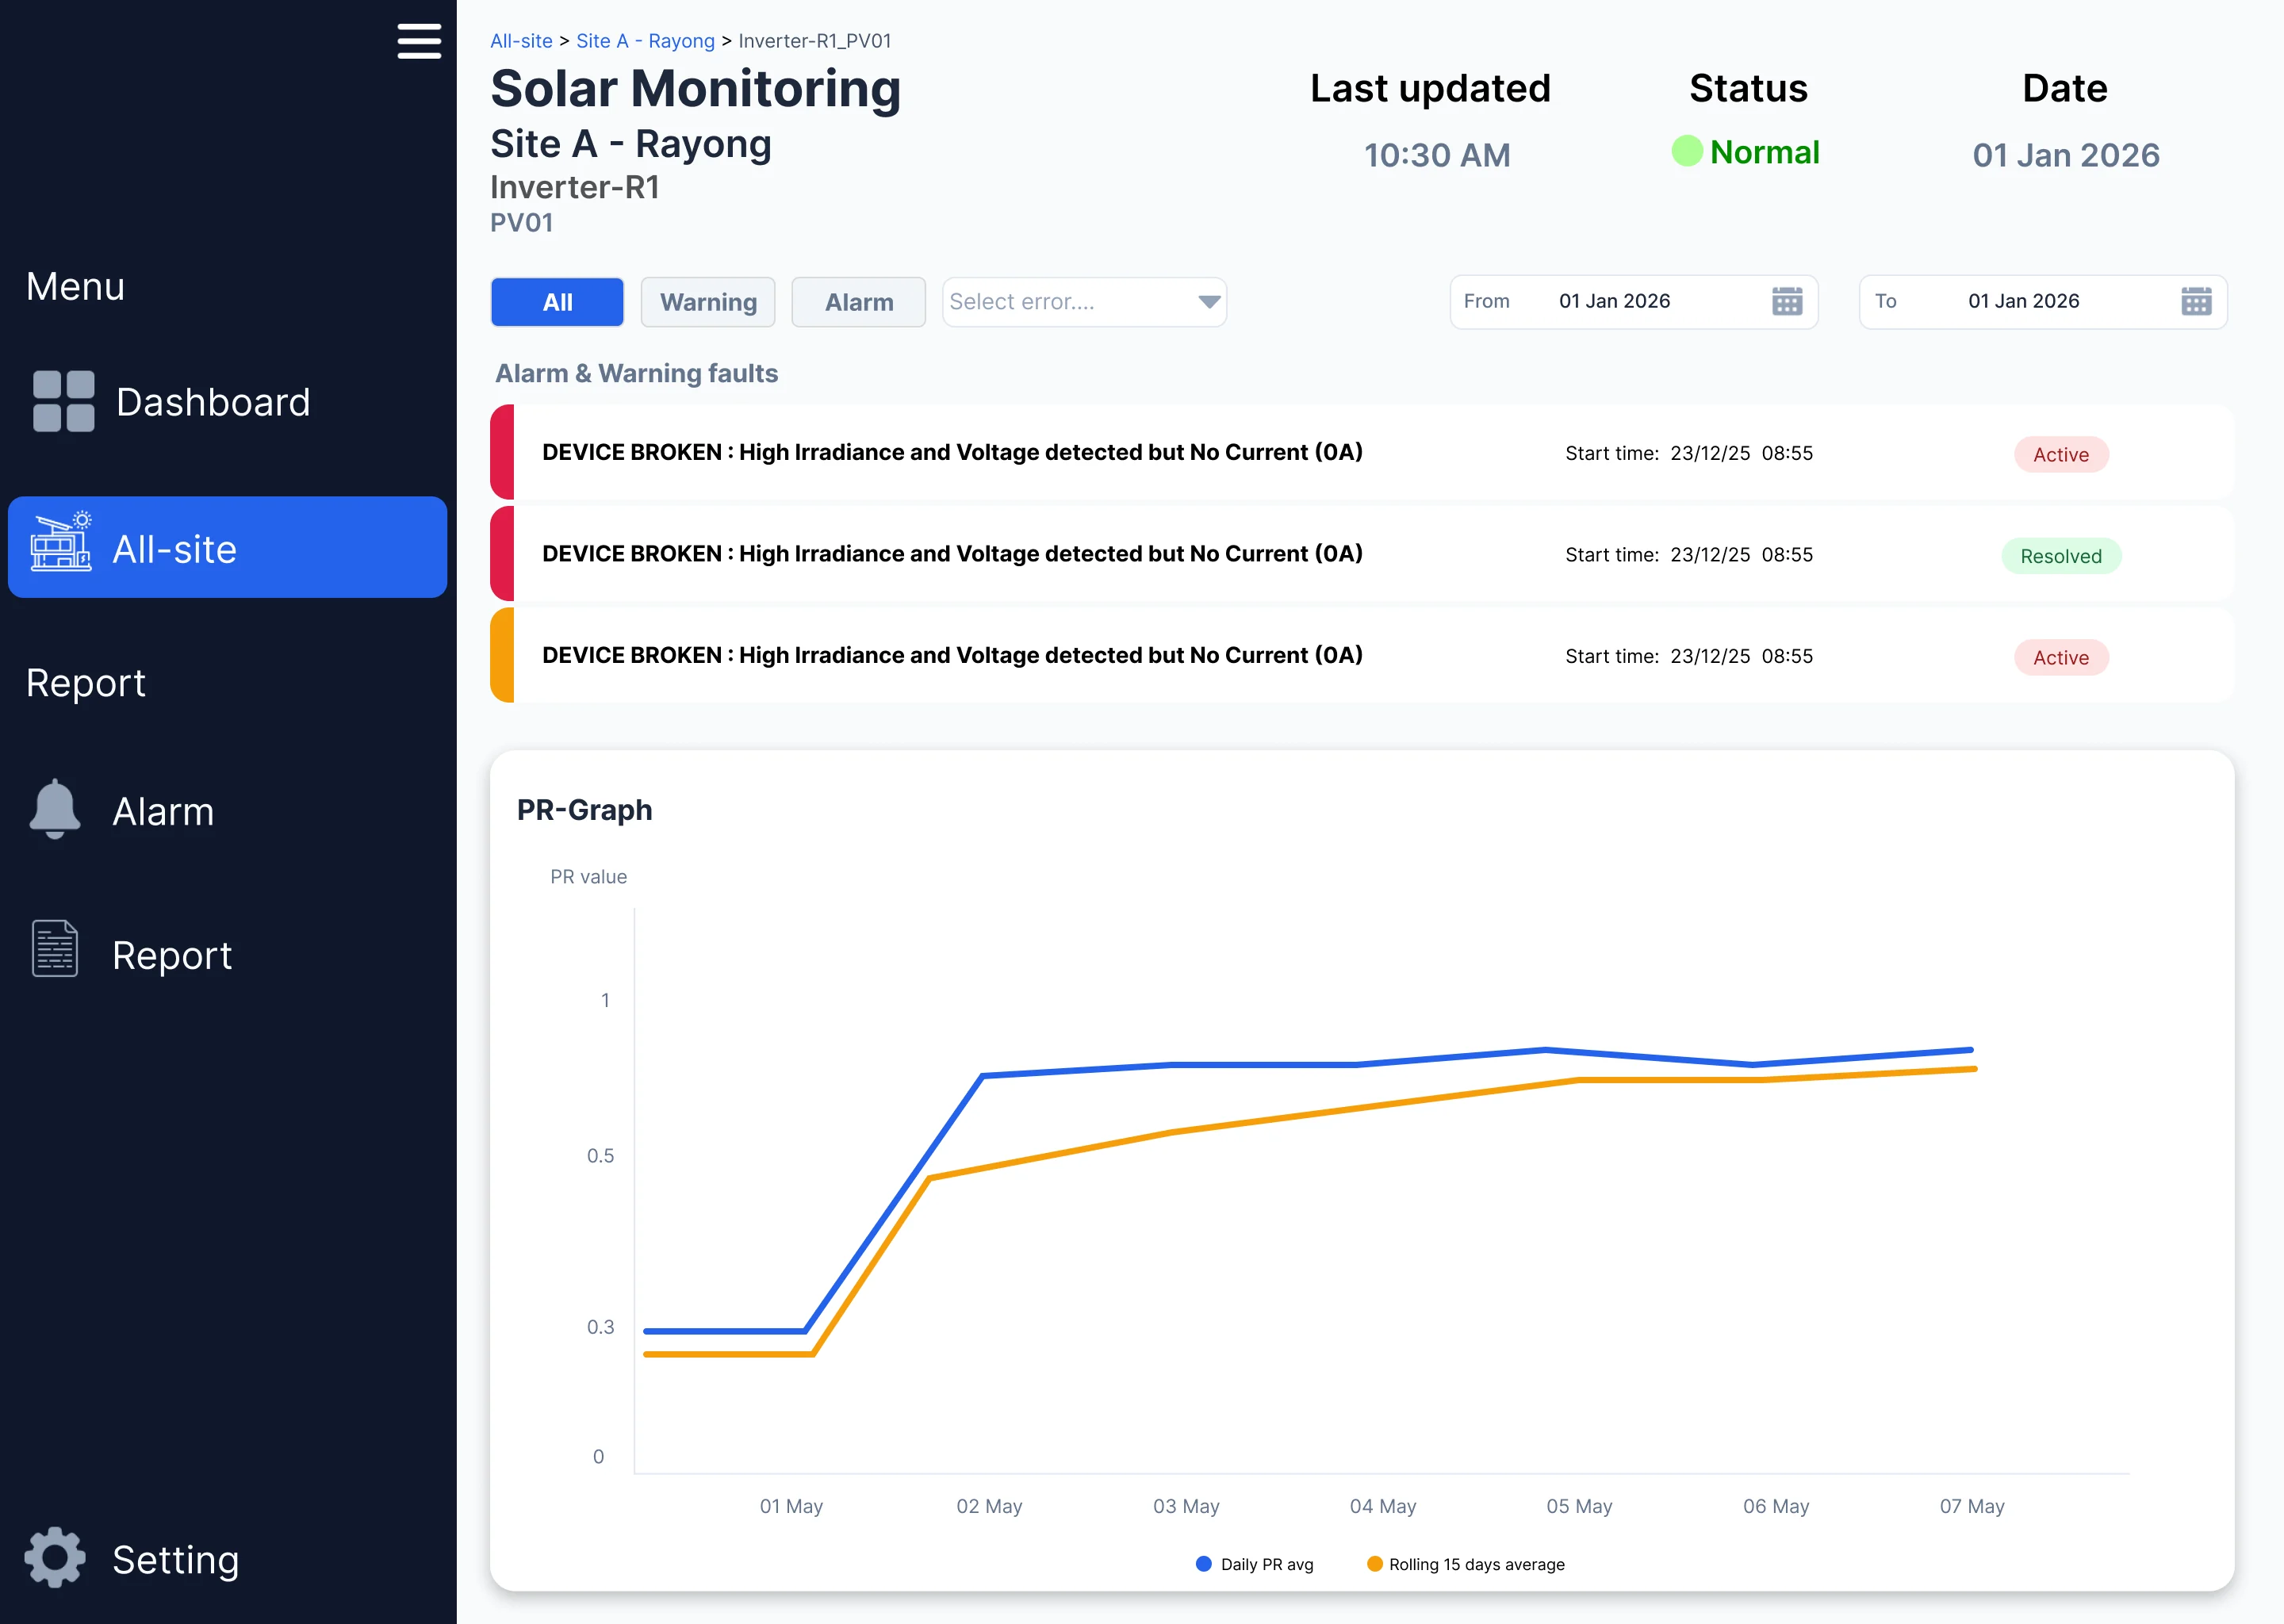 Menu
Dashboard
All-site
Report
Alarm
Report
Setting
All-site > Site A - Rayong > Inverter-R1_PV01
Solar Monitoring
Site A - Rayong
Inverter-R1
PV01
Last updated
10:30 AM
Status
Normal
Date
01 Jan 2026
All
Warning
Alarm
Select error....
From 01 Jan 2026
To 01 Jan 2026
Alarm & Warning faults
DEVICE BROKEN : High Irradiance and Voltage detected but No Current (0A) Start time: 23/12/25 08:55 Active
DEVICE BROKEN : High Irradiance and Voltage detected but No Current (0A) Start time: 23/12/25 08:55 Resolved
DEVICE BROKEN : High Irradiance and Voltage detected but No Current (0A) Start time: 23/12/25 08:55 Active
PR-Graph
PR value
1
0.5
0.3
0
01 May 02 May 03 May 04 May 05 May 06 May 07 May
Daily PR avg Rolling 15 days average